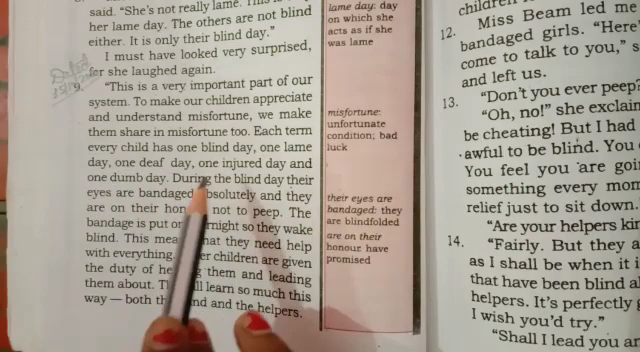 said. "She's not really lame. This is
her lame day. The others are not blind
either. It is only their blind day."
I must have looked very surprised,
for she laughed again.
9. "This is a very important part of our
system. To make our children appreciate
and understand misfortune, we make
them share in misfortune too. Each term
every child has one blind day, one lame
day, one deaf day, one injured day and
one dumb day. During the blind day their
eyes are bandaged absolutely and they
are on their not to peep. The
bandage is put so they wake
blind. This that they need help
with everything. children are given
the duty of them and leading
them about. learn so much this
way — both and the helpers.
lame day: day
on which she
acts as if she
was lame
misfortune:
unfortunate
condition; bad
luck
their eyes are
bandaged: they
are blindfolded
are on their
honour have
promised
children
12. Miss Beam led me
bandaged girls. "Here
come to talk to you," s
and left us.
13. "Don't you ever peep?
"Oh, no!" she exclaim
be cheating! But I had
awful to be blind. You
You feel you are goi
something every mom
relief just to sit down.
"Are your helpers kin
14. "Fairly. But they a
as I shall be when it i
that have been blind al
helpers. It's perfectly g
I wish you'd try."
"Shall I lead you an